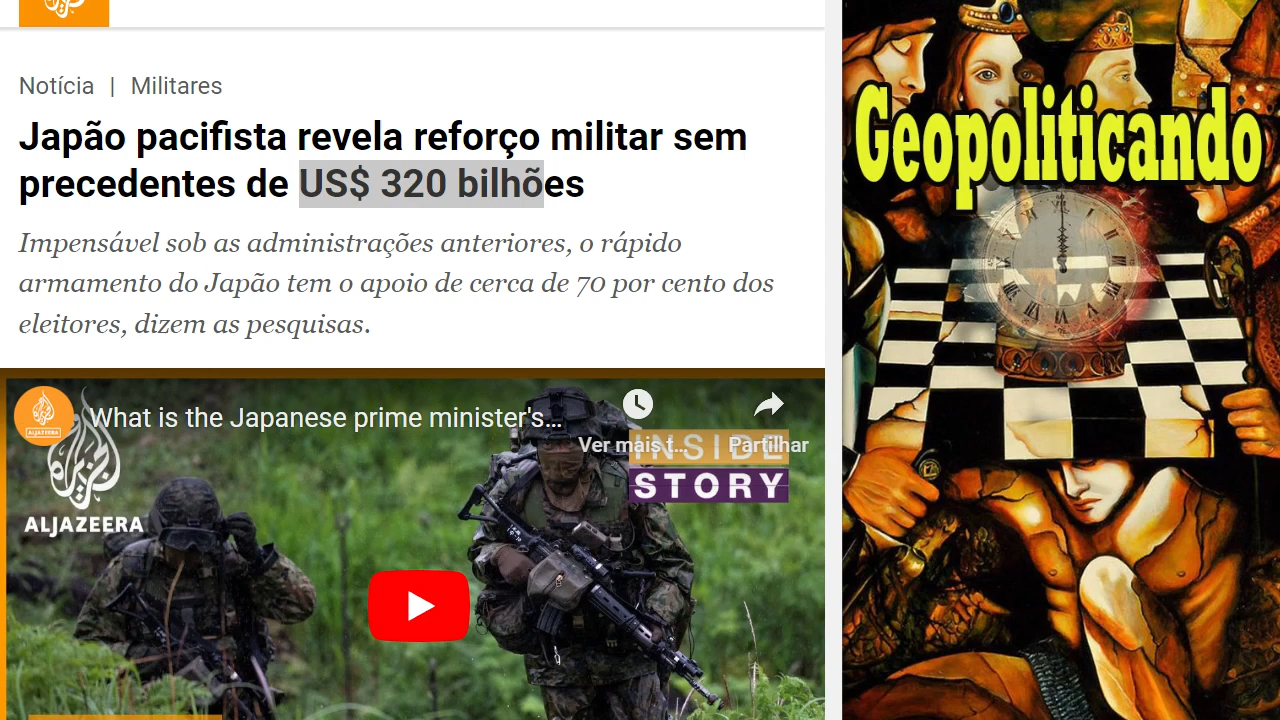 Notícia | Militares
Japão pacifista revela reforço militar sem
precedentes de US$ 320 bilhões
Impensável sob as administrações anteriores, o rápido
armamento do Japão tem o apoio de cerca de 70 por cento dos
eleitores, dizem as pesquisas.
ALJAZEERA
What is the Japanese prime minister's...
Ver mais t...
Partilhar
INSIDE
STORY
ALJAZEERA
Geopoliticando